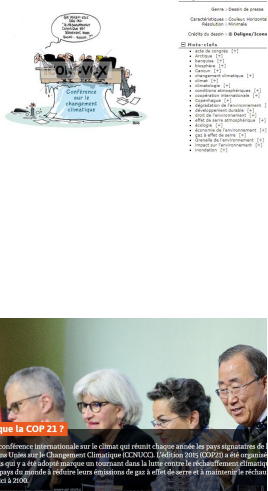 Genre : Dessin de presse
Caractéristiques : Couleur Horizontal
Résolution : Minimale
Crédits du dessin : © Deligne/Iconovox
Mots-clefs
acte de congrès [+]
Arctique [+]
banquise [+]
biosphère [+]
Cancun [+]
changement climatique [+]
climat [+]
climatologie [+]
conditions atmosphériques [+]
coopération internationale [+]
Copenhague [+]
dégradation de l'environnement [
développement durable [+]
droit de l'environnement [+]
effet de serre atmosphérique [+]
écologie [+]
économie de l'environnement [+]
gaz à effet de serre [+]
Grenelle de l'environnement [+]
impact sur l'environnement [+]
inondation [+]
Conférence
sur le
changement
climatique
que la COP 21 ?
conférence internationale sur le climat qui réunit chaque année les pays signataires de l
ns Unies sur le Changement Climatique (CCNUCC). L'édition 2015 (COP21) a été organisé
s qui y a été adopté marque un tournant dans la lutte contre le réchauffement climatiqu
pays du monde à réduire leurs émissions de gaz à effet de serre et à maintenir le réchau
ici à 2100.